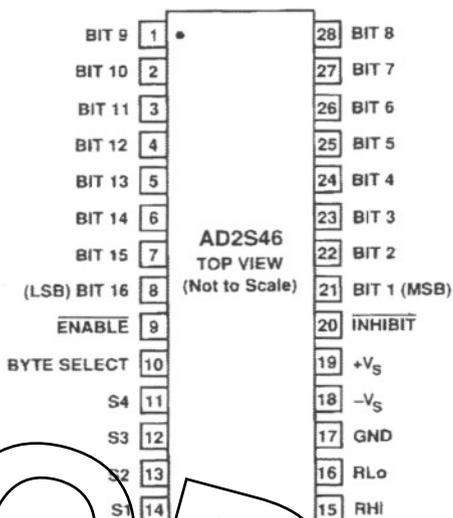 BIT 9 1 28 BIT 8
BIT 10 2 27 BIT 7
BIT 11 3 26 BIT 6
BIT 12 4 25 BIT 5
BIT 13 5 24 BIT 4
BIT 14 6 23 BIT 3
AD2S46
BIT 15 7 TOP VIEW 22 BIT 2
(LSB) BIT 16 8 (Not to Scale) 21 BIT 1 (MSB)
ENABLE 9 20 INHIBIT
BYTE SELECT 10 19 +VS
S4 11 18 −VS
S3 12 17 GND
S2 13 16 RLo
S1 14 15 RHI